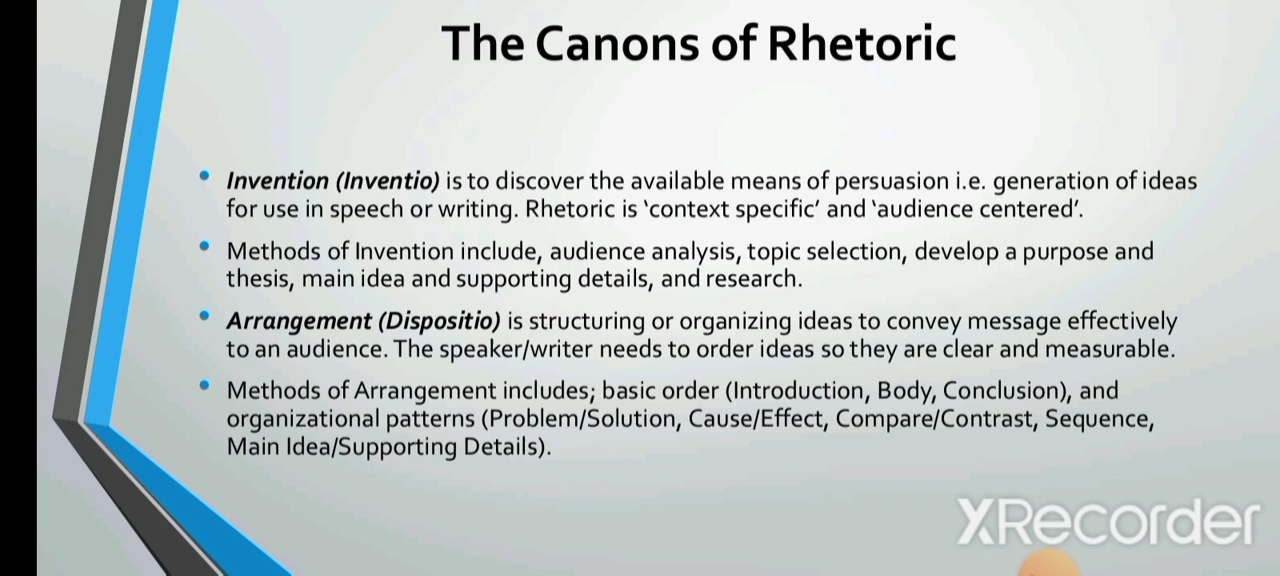 The Canons of Rhetoric
• Invention (Inventio) is to discover the available means of persuasion i.e. generation of ideas
for use in speech or writing. Rhetoric is ‘context specific’ and ‘audience centered’.
• Methods of Invention include, audience analysis, topic selection, develop a purpose and
thesis, main idea and supporting details, and research.
• Arrangement (Dispositio) is structuring or organizing ideas to convey message effectively
to an audience. The speaker/writer needs to order ideas so they are clear and measurable.
• Methods of Arrangement includes; basic order (Introduction, Body, Conclusion), and
organizational patterns (Problem/Solution, Cause/Effect, Compare/Contrast, Sequence,
Main Idea/Supporting Details).
XRecorder